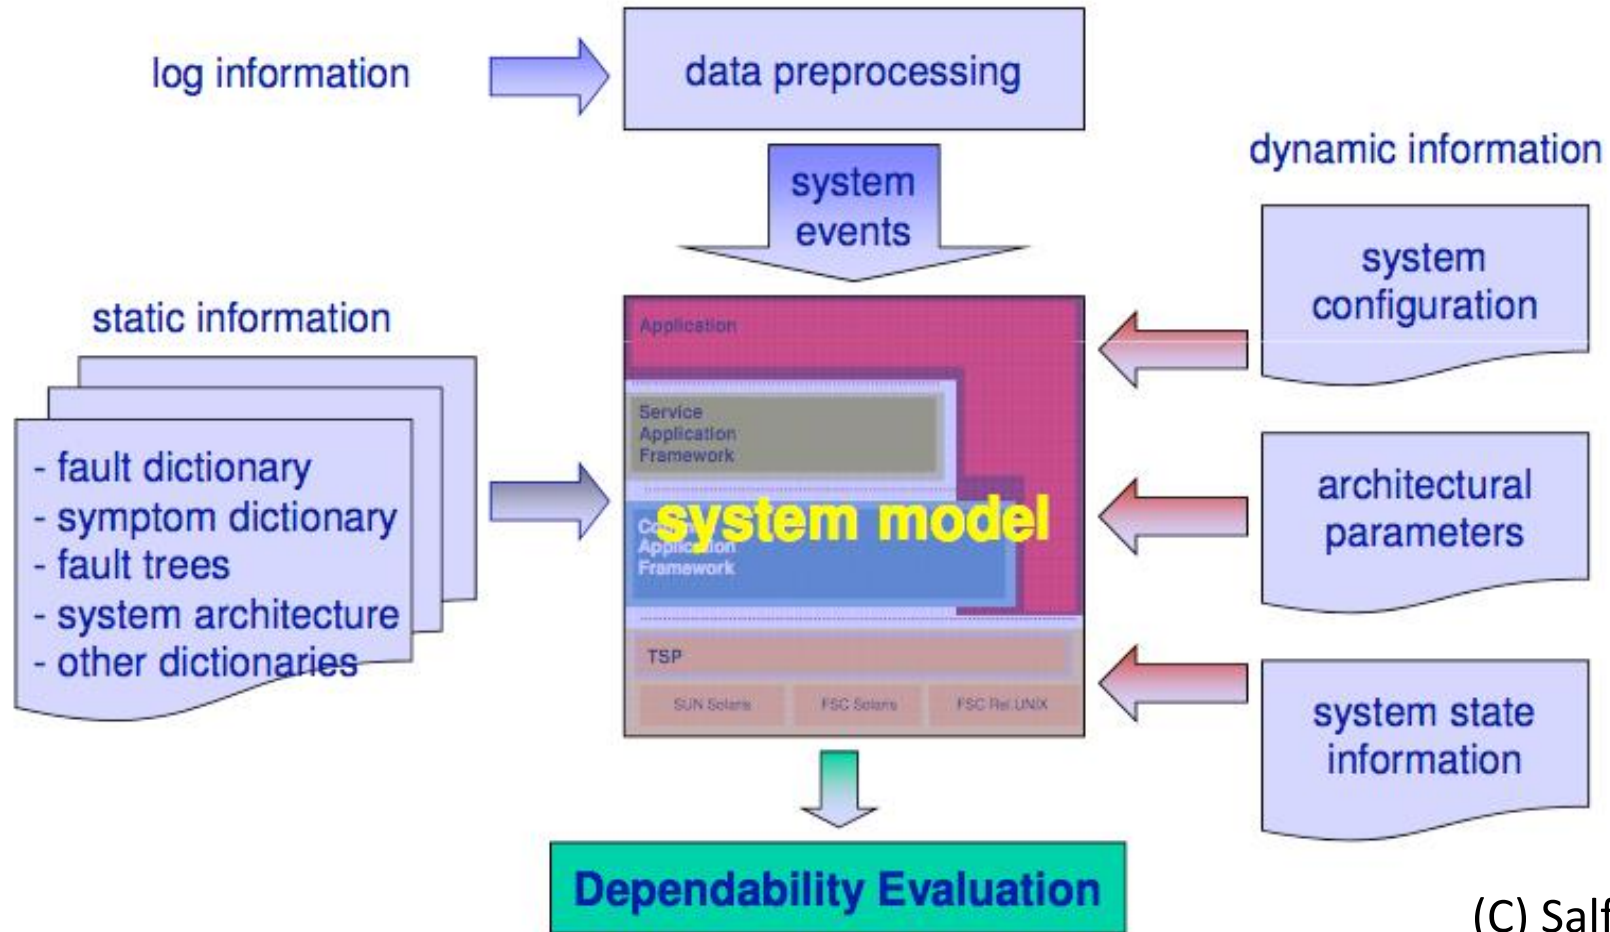 log information
data preprocessing
system
events
dynamic information
system
configuration
static information
- fault dictionary
- symptom dictionary
- fault trees
- system architecture
- other dictionaries
Application
Service
Application
Framework
system model
Application
Framework
TSP
SUN Solaris
FSC Solaris
FSC Rel.UNIX
architectural
parameters
system state
information
Dependability Evaluation
(C) Salf